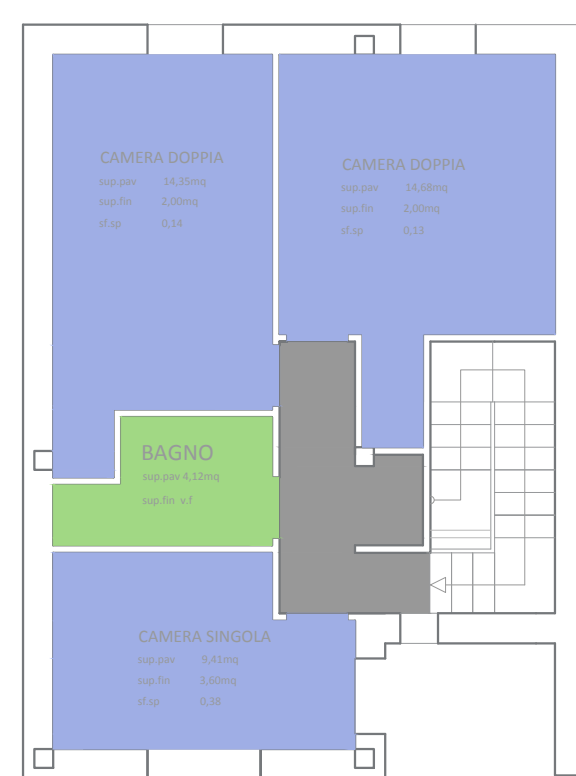 CAMERA DOPPIA
sup.pav 14,35mq
sup.fin 2,00mq
sf.sp 0,14
CAMERA DOPPIA
sup.pav 14,68mq
sup.fin 2,00mq
sf.sp 0,13
BAGNO
sup.pav 4,12mq
sup.fin v.f
CAMERA SINGOLA
sup.pav 9,41mq
sup.fin 3,60mq
sf.sp 0,38